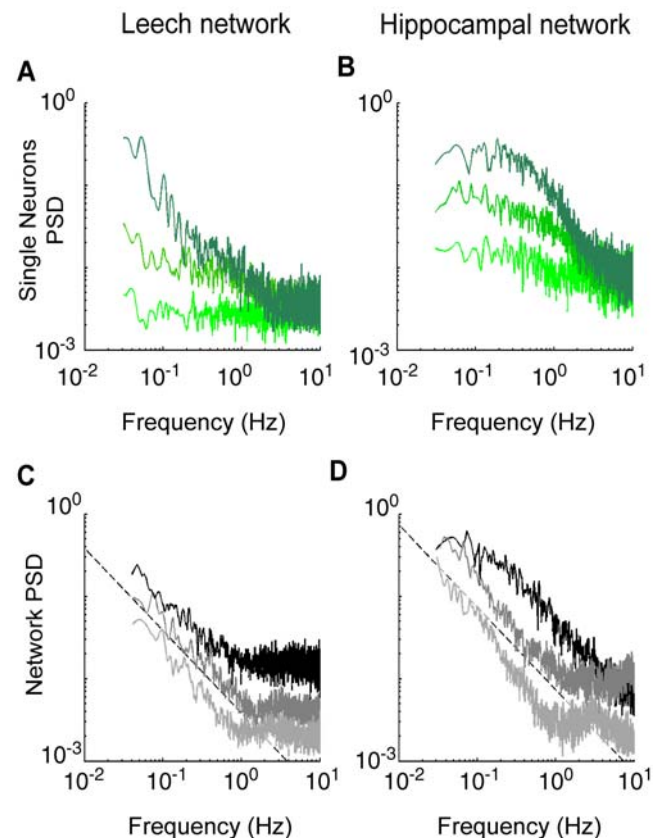 Leech network
Hippocampal network
A
B
Single Neurons
PSD
10^0
10^-3
10^-2
10^-1
10^0
10^1
Frequency (Hz)
10^0
10^-3
10^-2
10^-1
10^0
10^1
Frequency (Hz)
C
D
Network PSD
10^0
10^-3
10^-2
10^-1
10^0
10^1
Frequency (Hz)
10^0
10^-3
10^-2
10^-1
10^0
10^1
Frequency (Hz)